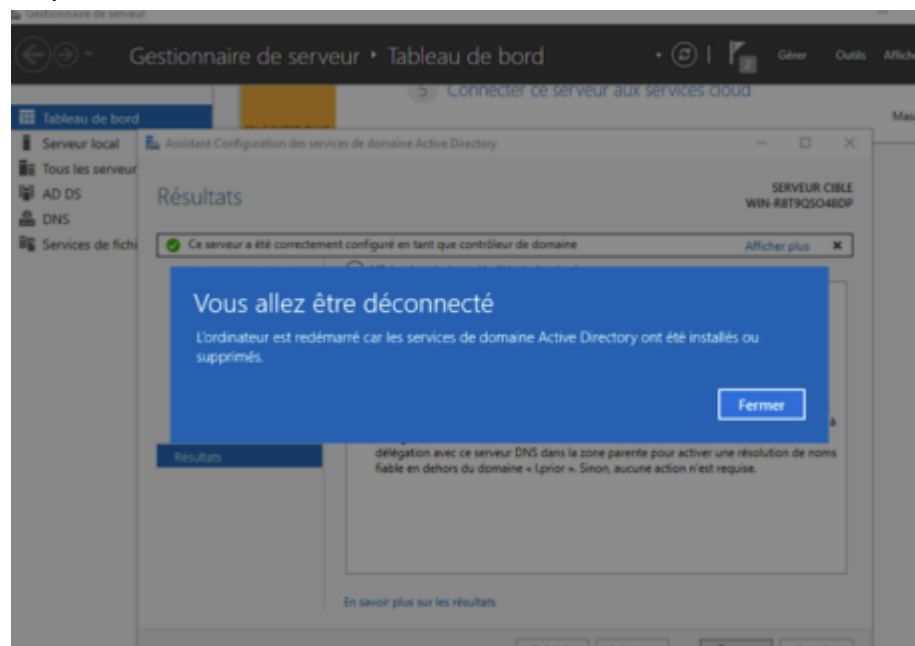 Gestionnaire de serveur
Gestionnaire de serveur • Tableau de bord
2
Gérer Outils
5 Connecter ce serveur aux services cloud
Tableau de bord
Serveur local
Tous les serveur
AD DS
DNS
Services de fichi
Assistant Configuration des services de domaine Active Directory
Résultats
SERVEUR CIBLE
WIN-R8T9QSO48DP
Ce serveur a été correctement configuré en tant que contrôleur de domaine
Afficher plus
Vous allez être déconnecté
L'ordinateur est redémarré car les services de domaine Active Directory ont été installés ou
supprimés.
Fermer
à
Résultats
délégation avec ce serveur DNS dans la zone parente pour activer une résolution de noms
fiable en dehors du domaine « l.prior ». Sinon, aucune action n'est requise.
En savoir plus sur les résultats